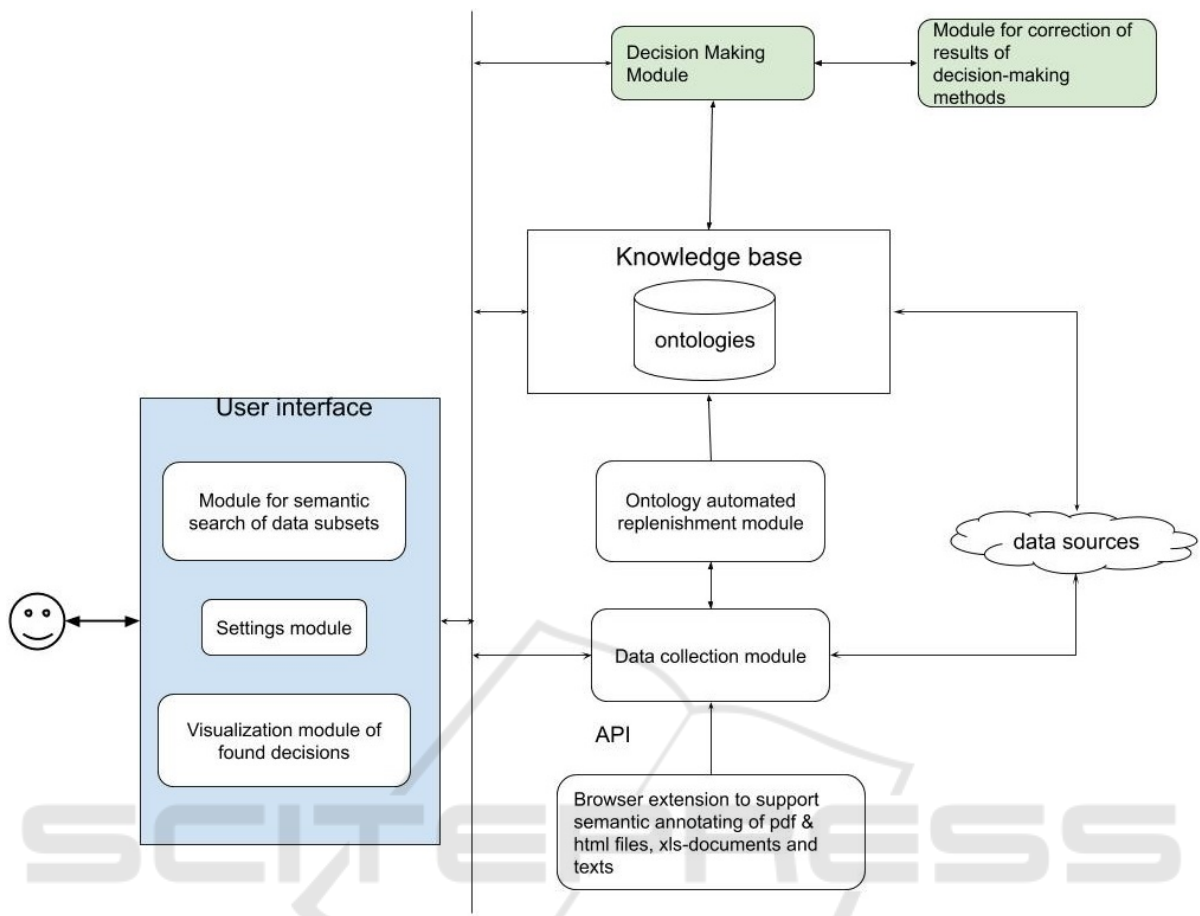 Decision Making
Module
Module for correction of
results of
decision-making
methods
Knowledge base
ontologies
User interface
Module for semantic
search of data subsets
Settings module
Visualization module of
found decisions
Ontology automated
replenishment module
data sources
Data collection module
API
Browser extension to support
semantic annotating of pdf &
html files, xls-documents and
texts
SCITEPRESS